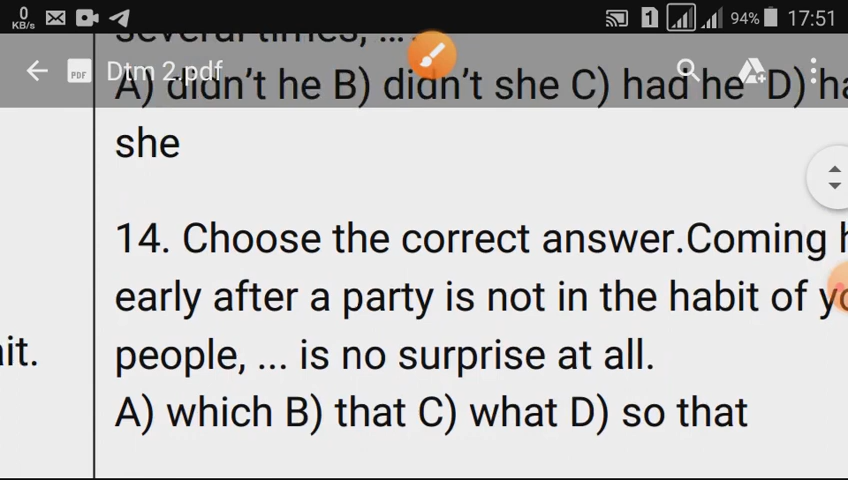 0 KB/s 94% 17:51
several times, ...
Dtm 2.pdf
A) didn't he B) didn't she C) had he D)
she
14. Choose the correct answer.Coming
early after a party is not in the habit of
people, ... is no surprise at all.
A) which B) that C) what D) so that